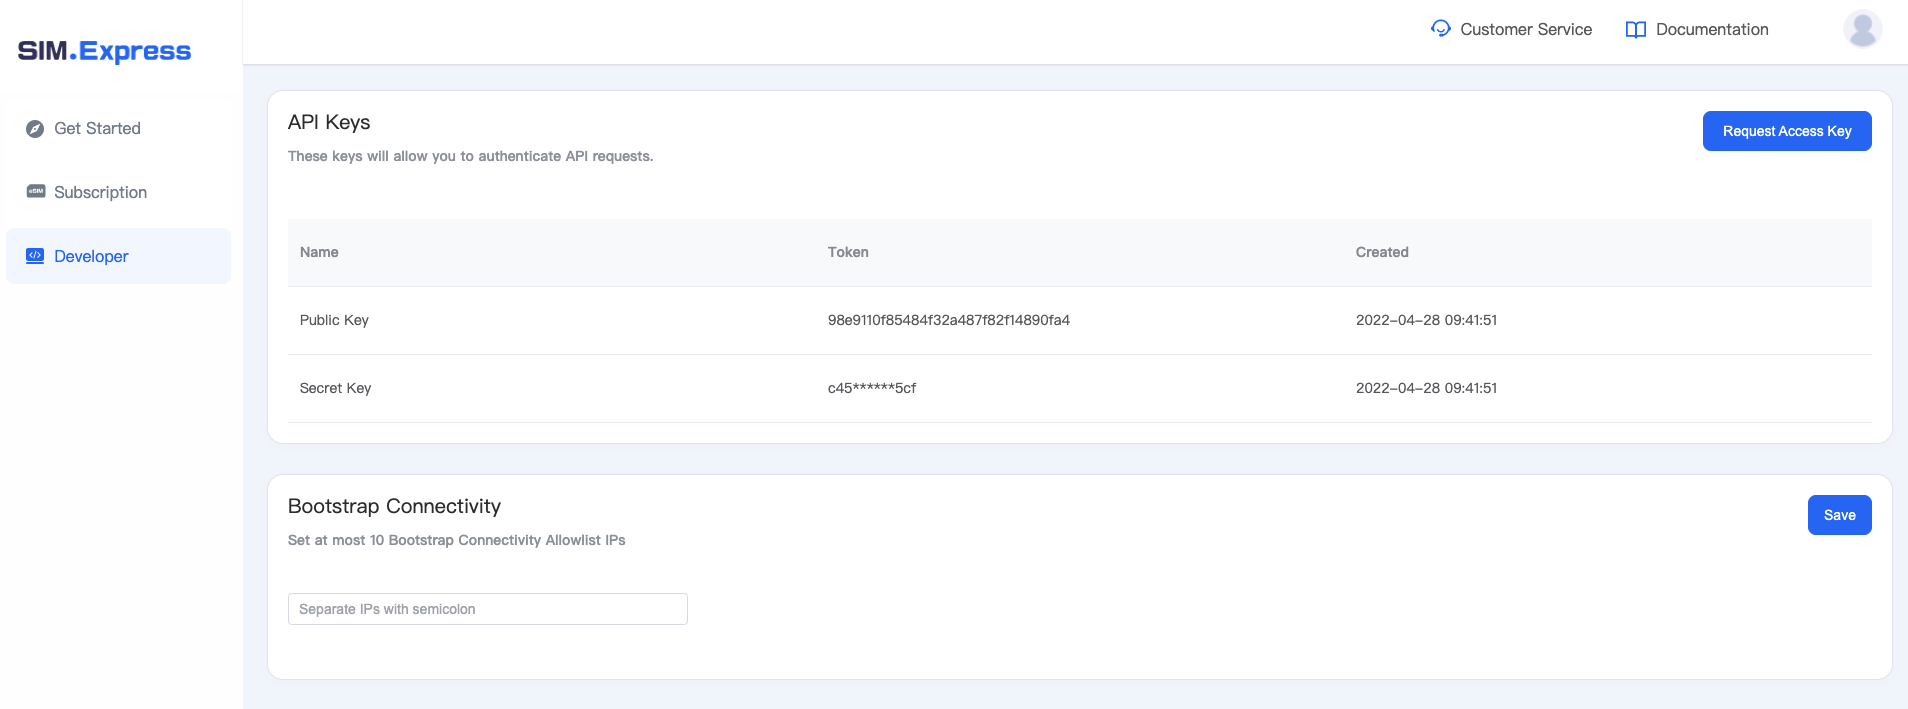 SIM.Express
Customer Service
Documentation
Get Started
eSIM
Subscription
</>
Developer
API Keys
Request Access Key
These keys will allow you to authenticate API requests.
Name Token Created
Public Key 98e9110f85484f32a487f82f14890fa4 2022-04-28 09:41:51
Secret Key c45******5cf 2022-04-28 09:41:51
Bootstrap Connectivity
Save
Set at most 10 Bootstrap Connectivity Allowlist IPs
Separate IPs with semicolon